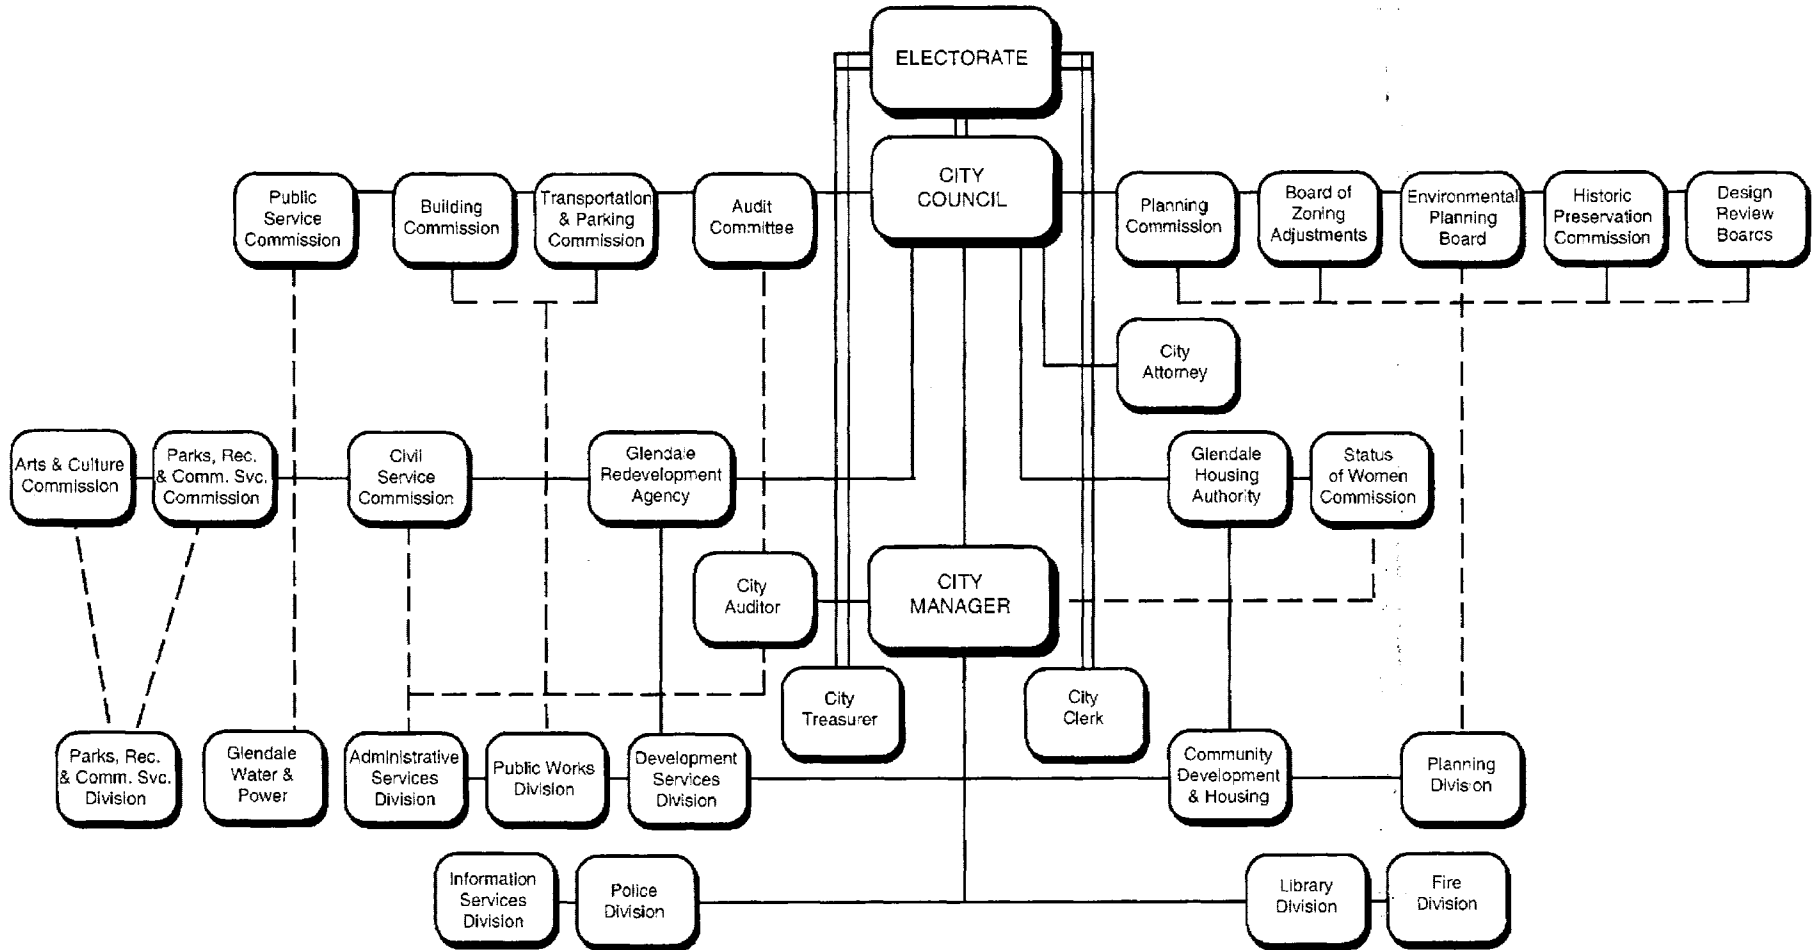 ELECTORATE
CITY
COUNCIL
Public
Service
Commission
Building
Commission
Transportation
& Parking
Commission
Audit
Committee
Planning
Commission
Board of
Zoning
Adjustments
Environmental
Planning
Board
Historic
Preservation
Commission
Design
Review
Boards
City
Attorney
Arts & Culture
Commission
Parks, Rec.
& Comm. Svc.
Commission
Civil
Service
Commission
Glendale
Redevelopment
Agency
Glendale
Housing
Authority
Status
of Women
Commission
City
Auditor
CITY
MANAGER
City
Treasurer
City
Clerk
Parks, Rec.
& Comm. Svc.
Division
Glendale
Water &
Power
Administrative
Services
Division
Public Works
Division
Development
Services
Division
Community
Development
& Housing
Planning
Division
Information
Services
Division
Police
Division
Library
Division
Fire
Division